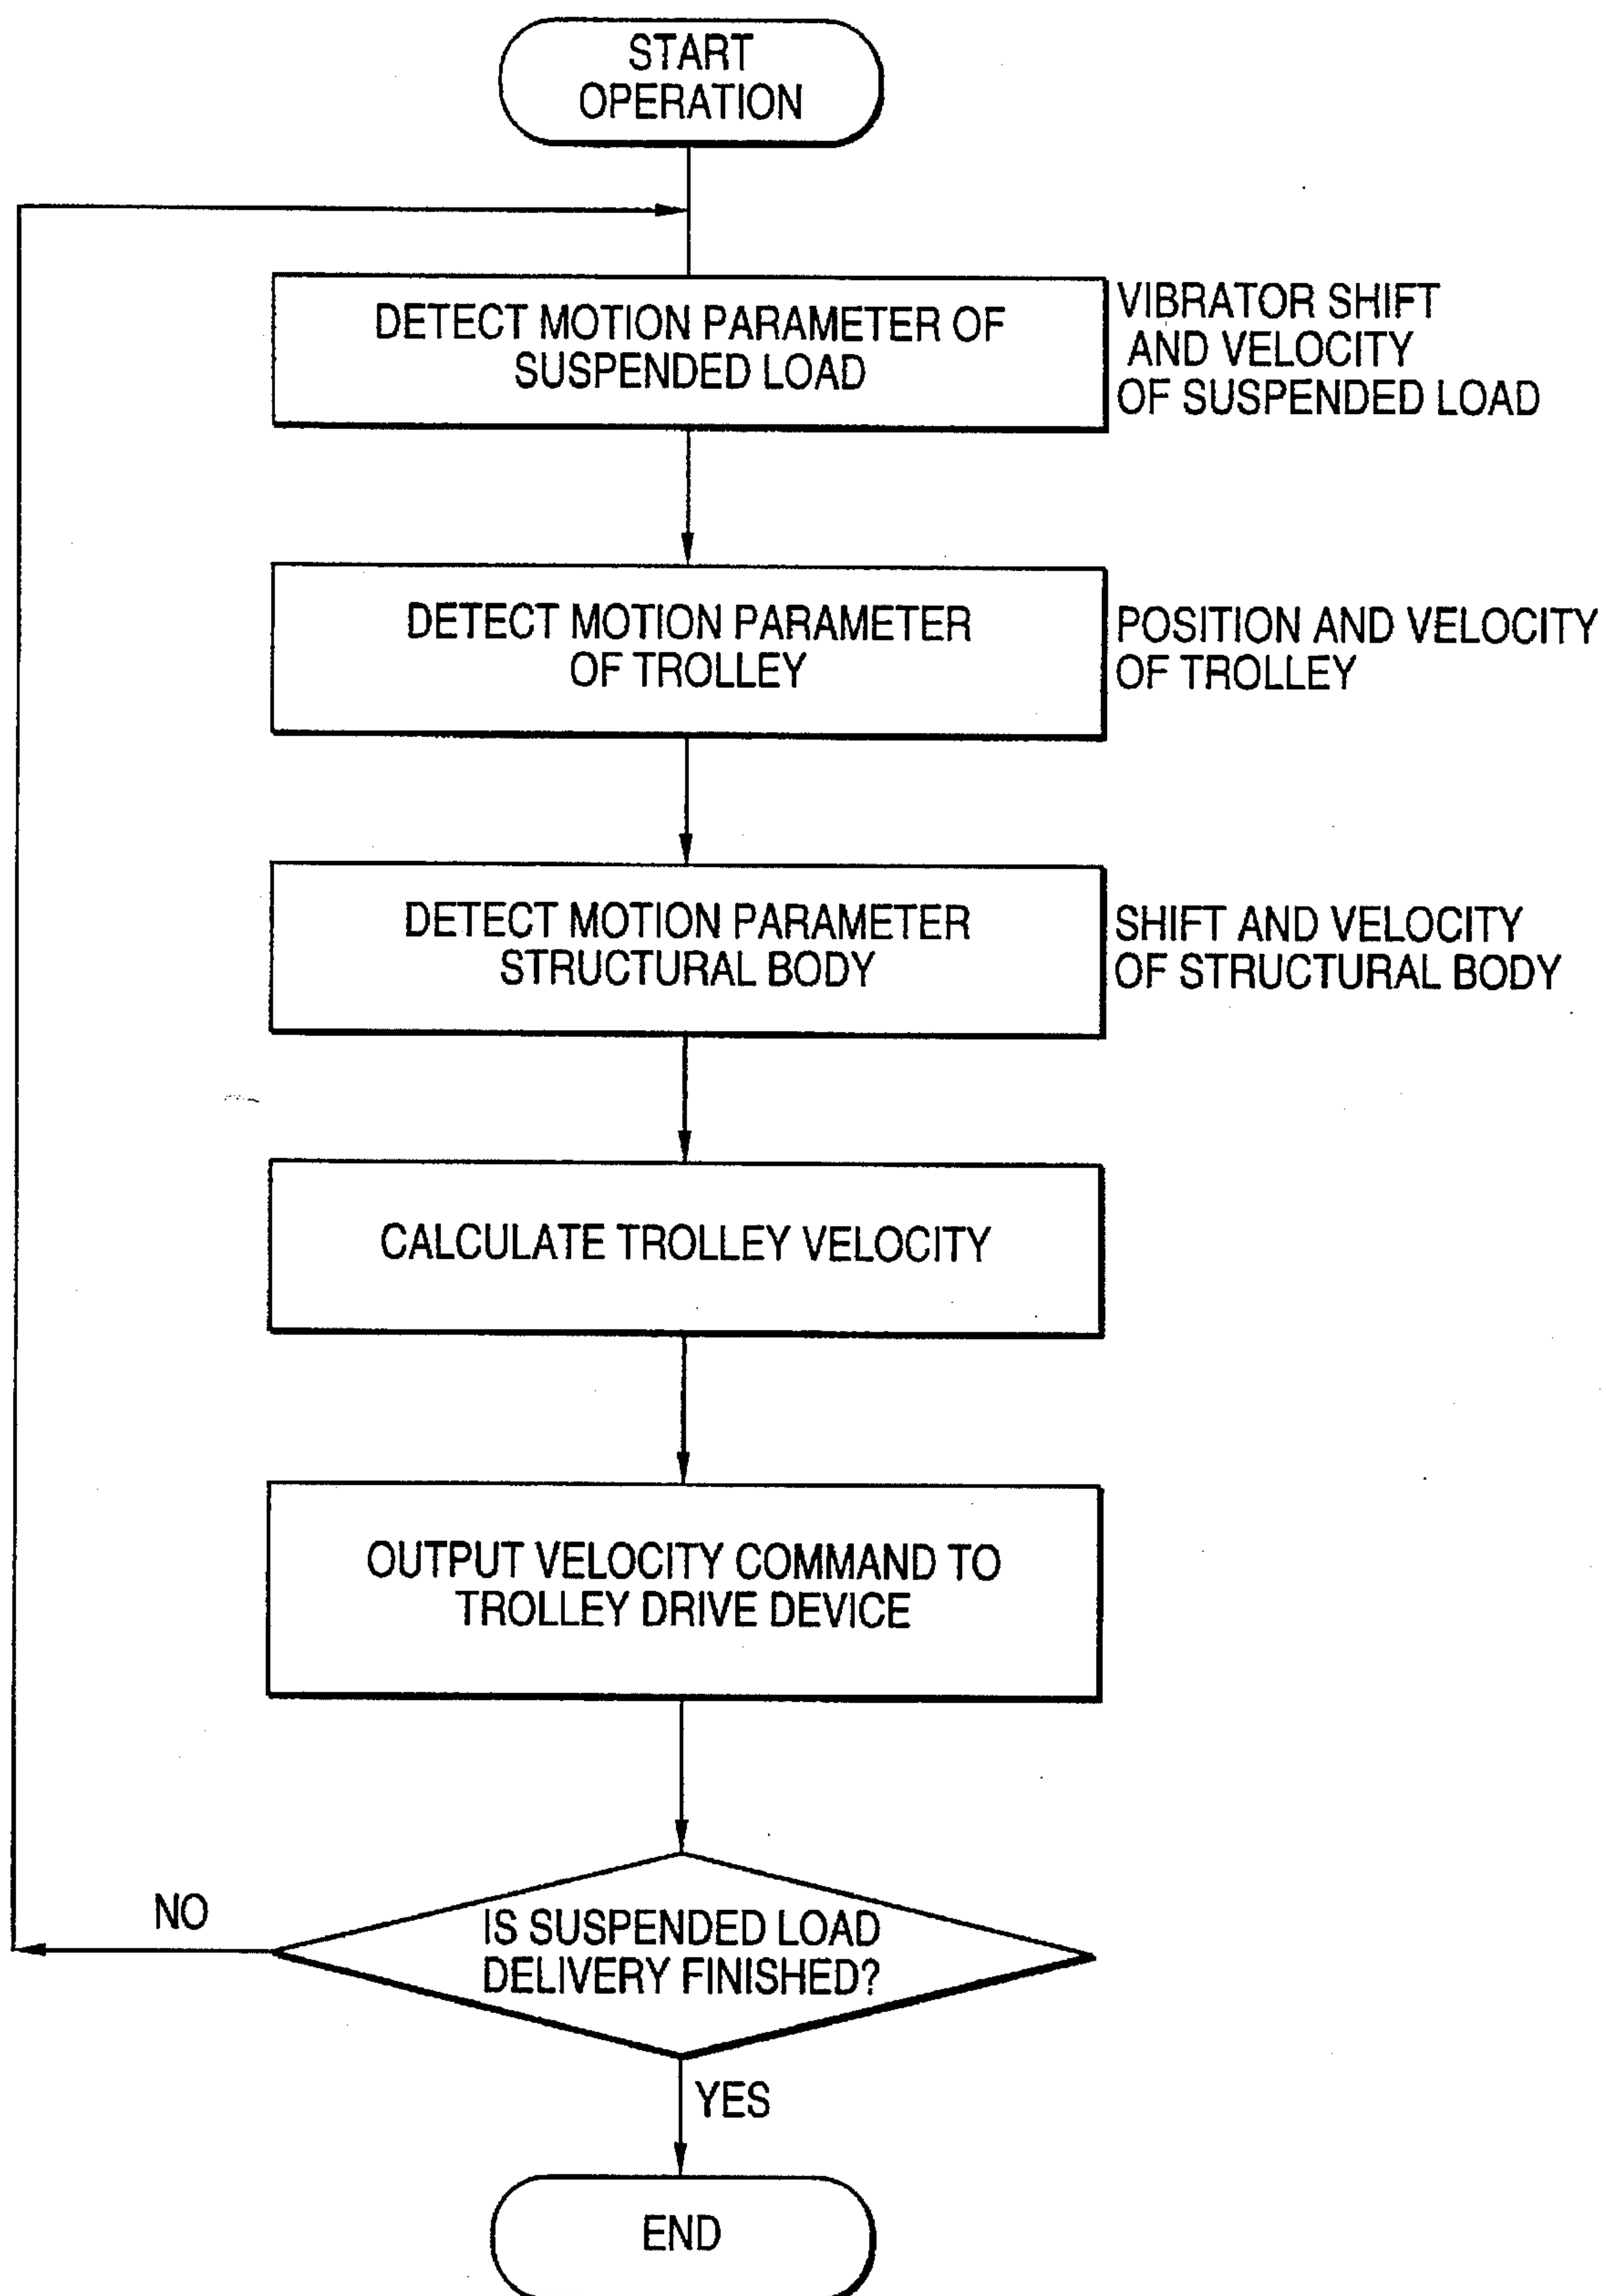 START
OPERATION
DETECT MOTION PARAMETER OF
SUSPENDED LOAD
VIBRATOR SHIFT
AND VELOCITY
OF SUSPENDED LOAD
DETECT MOTION PARAMETER
OF TROLLEY
POSITION AND VELOCITY
OF TROLLEY
DETECT MOTION PARAMETER
STRUCTURAL BODY
SHIFT AND VELOCITY
OF STRUCTURAL BODY
CALCULATE TROLLEY VELOCITY
OUTPUT VELOCITY COMMAND TO
TROLLEY DRIVE DEVICE
NO
IS SUSPENDED LOAD
DELIVERY FINISHED?
YES
END